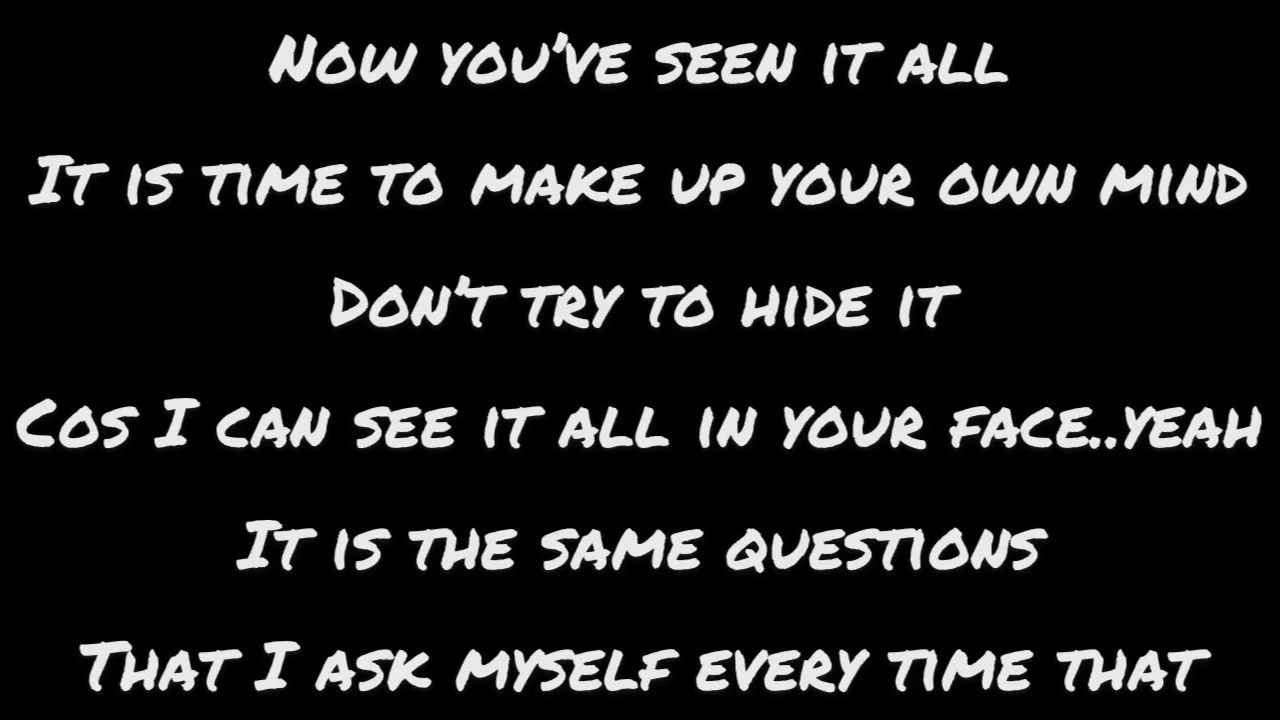 Now you've seen it all
It is time to make up your own mind
Don't try to hide it
Cos I can see it all in your face..yeah
It is the same questions
That I ask myself every time that